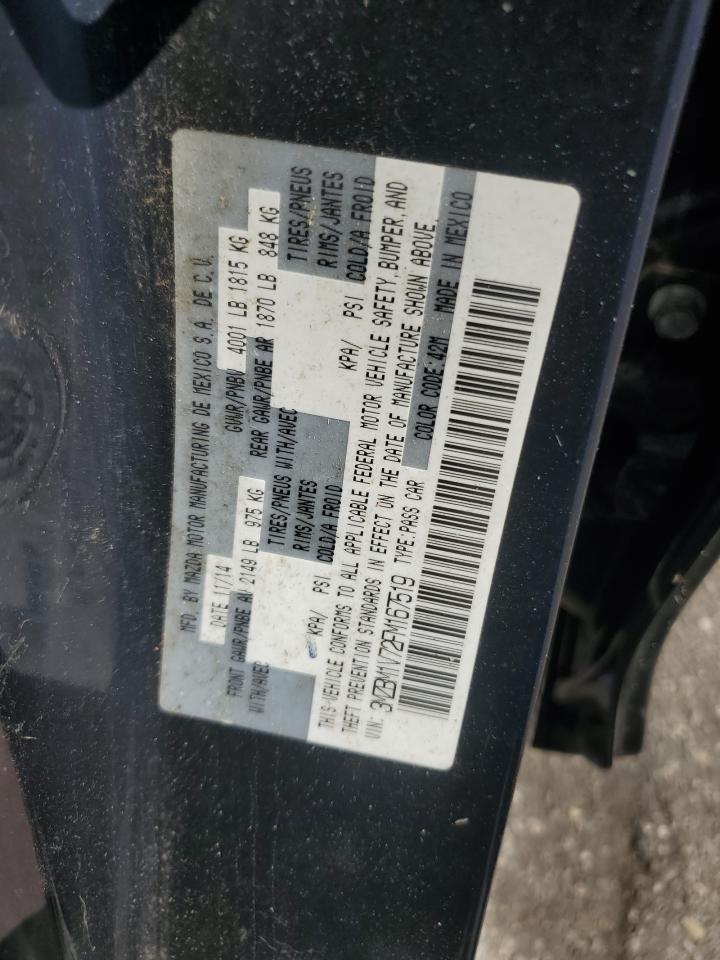 MFD. BY MAZDA MOTOR MANUFACTURING DE MEXICO S.A. DE C.V.
DATE 11/14 GVWR/PNBV 4001 LB 1815 KG
FRONT GAWR/PNBE AV 2149 LB 975 KG REAR GAWR/PNBE AR 1870 LB 848 KG
WITH/AVEC TIRES/PNEUS WITH/AVEC TIRES/PNEUS
RIMS/JANTES RIMS/JANTES
KPA/ PSI COLD/A FROID KPA/ PSI COLD/A FROID
THIS VEHICLE CONFORMS TO ALL APPLICABLE FEDERAL MOTOR VEHICLE SAFETY, BUMPER, AND
THEFT PREVENTION STANDARDS IN EFFECT ON THE DATE OF MANUFACTURE SHOWN ABOVE.
VIN: 3MZBM1V72FM167519 TYPE:PASS CAR COLOR CODE:42M MADE IN MEXICO